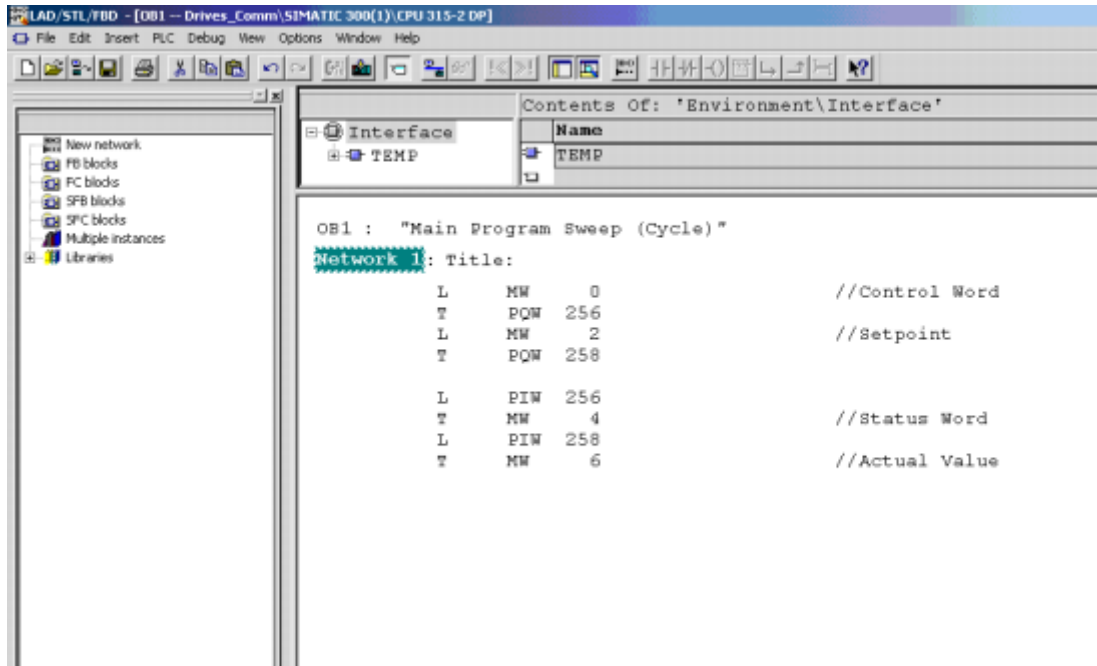 LAD/STL/FBD - [OB1 -- Drives_Comm\SIMATIC 300(1)\CPU 315-2 DP]
File Edit Insert PLC Debug View Options Window Help
Contents Of: 'Environment\Interface'
Interface
Name
TEMP
TEMP
New network
FB blocks
FC blocks
SFB blocks
SFC blocks
Multiple instances
Libraries
OB1 : "Main Program Sweep (Cycle)"
Network 1: Title:
L MW 0 //Control Word
T PQW 256
L MW 2 //Setpoint
T PQW 258
L PIW 256
T MW 4 //Status Word
L PIW 258
T MW 6 //Actual Value